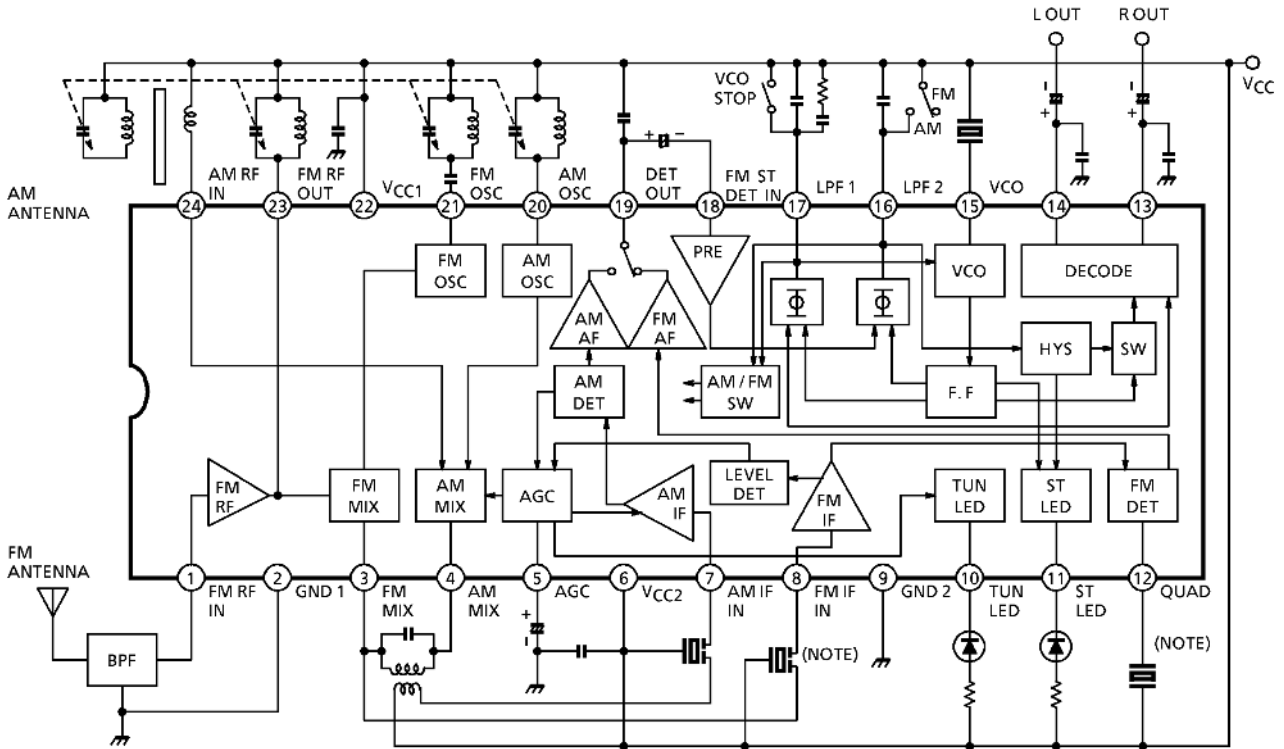 L OUT
R OUT
VCC
VCO
STOP
FM
AM
AM
ANTENNA
AM RF
IN
FM RF
OUT
VCC1
FM
OSC
AM
OSC
DET
OUT
FM ST
DET IN
LPF 1
LPF 2
VCO
24
23
22
21
20
19
18
17
16
15
14
13
FM
OSC
AM
OSC
PRE
Φ
Φ
VCO
DECODE
AM
AF
FM
AF
HYS
SW
AM
DET
AM / FM
SW
F. F
FM
RF
FM
MIX
AM
MIX
AGC
AM
IF
LEVEL
DET
FM
IF
TUN
LED
ST
LED
FM
DET
FM
ANTENNA
1
2
3
4
5
6
7
8
9
10
11
12
FM RF
IN
GND 1
FM
MIX
AM
MIX
AGC
VCC2
AM IF
IN
FM IF
IN
GND 2
TUN
LED
ST
LED
QUAD
BPF
(NOTE)
(NOTE)